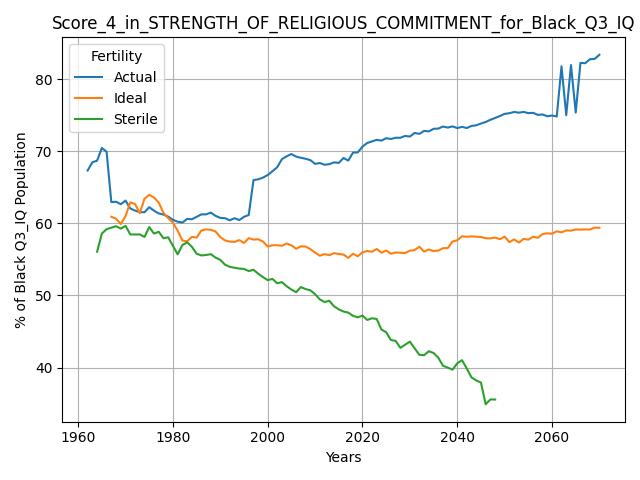 Score_4_in_STRENGTH_OF_RELIGIOUS_COMMITMENT_for_Black_Q3_IQ
Fertility
Actual
Ideal
Sterile
% of Black Q3_IQ Population
80
70
60
50
40
1960 1980 2000 2020 2040 2060
Years